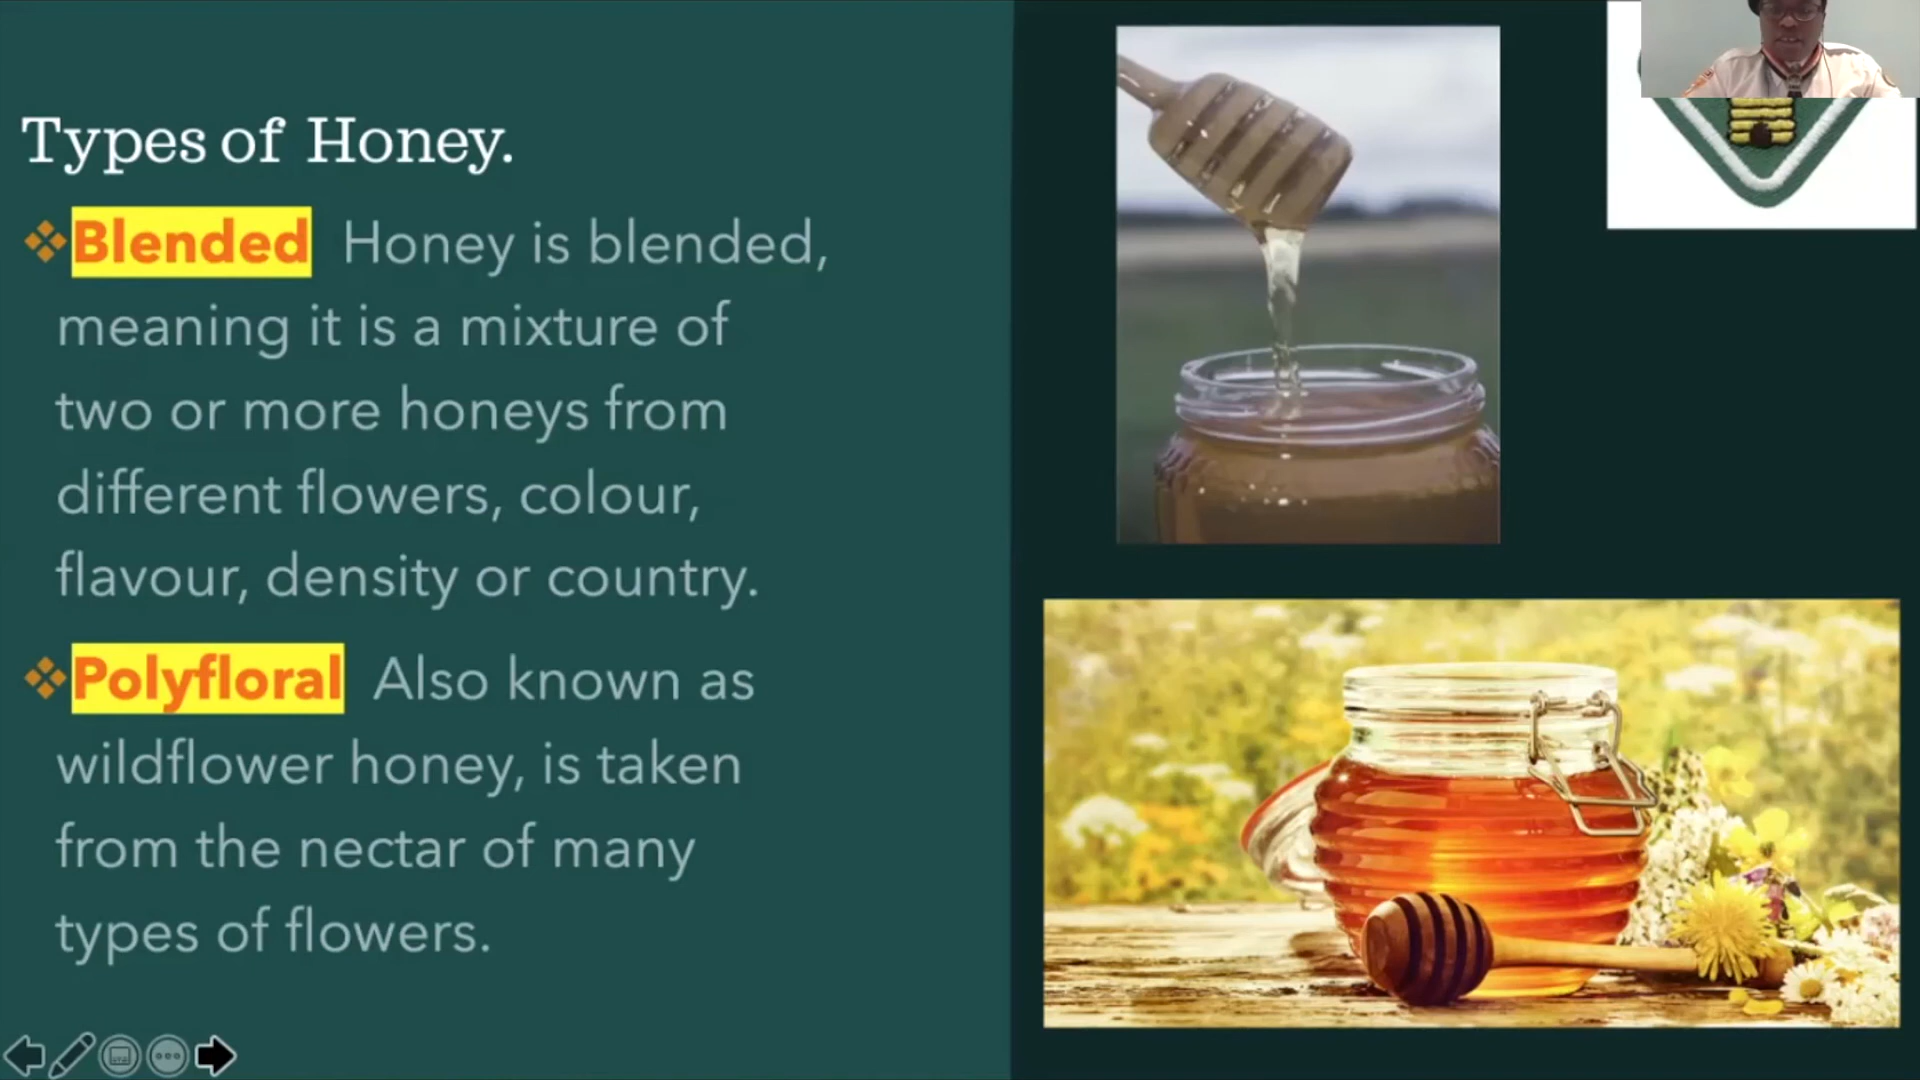 Types of Honey.
Blended Honey is blended,
meaning it is a mixture of
two or more honeys from
different flowers, colour,
flavour, density or country.
Polyfloral Also known as
wildflower honey, is taken
from the nectar of many
types of flowers.